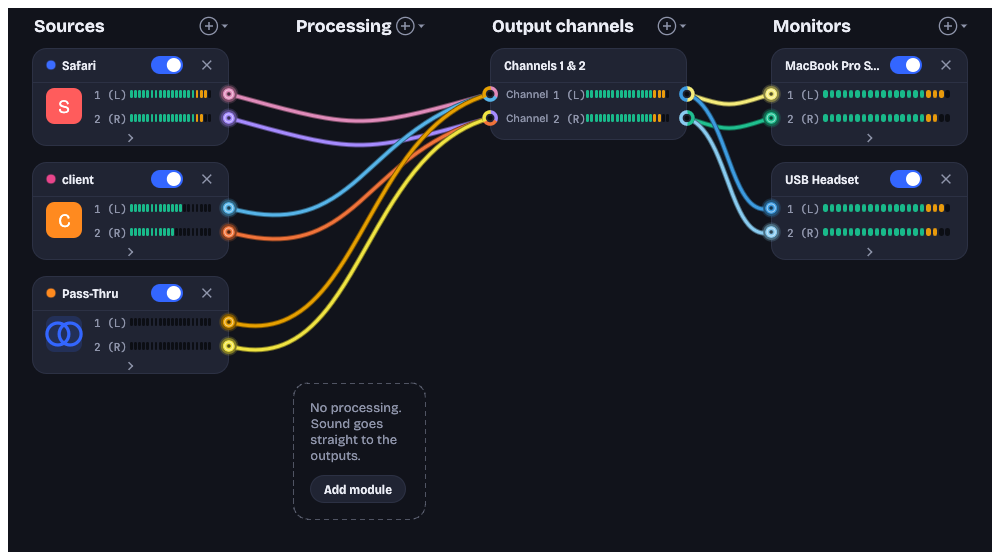 Sources
Processing
Output channels
Monitors
Safari
S
1 (L)
2 (R)
client
C
1 (L)
2 (R)
Pass-Thru
1 (L)
2 (R)
No processing.
Sound goes
straight to the
outputs.
Add module
Channels 1 & 2
Channel 1 (L)
Channel 2 (R)
MacBook Pro S...
1 (L)
2 (R)
USB Headset
1 (L)
2 (R)